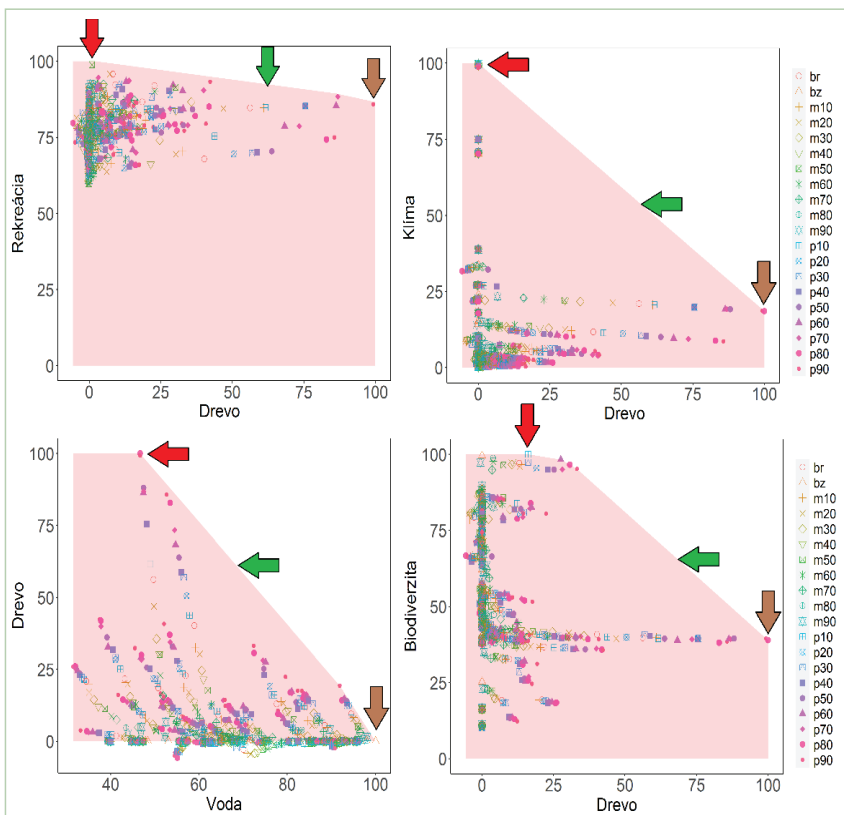 Rekreácia
100
75
50
25
0
0
25
50
75
100
Drevo
Klíma
100
75
50
25
0
0
25
50
75
100
Drevo
br
bz
m10
m20
m30
m40
m50
m60
m70
m80
m90
p10
p20
p30
p40
p50
p60
p70
p80
p90
Drevo
100
75
50
25
0
40
60
80
100
Voda
Biodiverzita
100
75
50
25
0
0
25
50
75
100
Drevo
br
bz
m10
m20
m30
m40
m50
m60
m70
m80
m90
p10
p20
p30
p40
p50
p60
p70
p80
p90